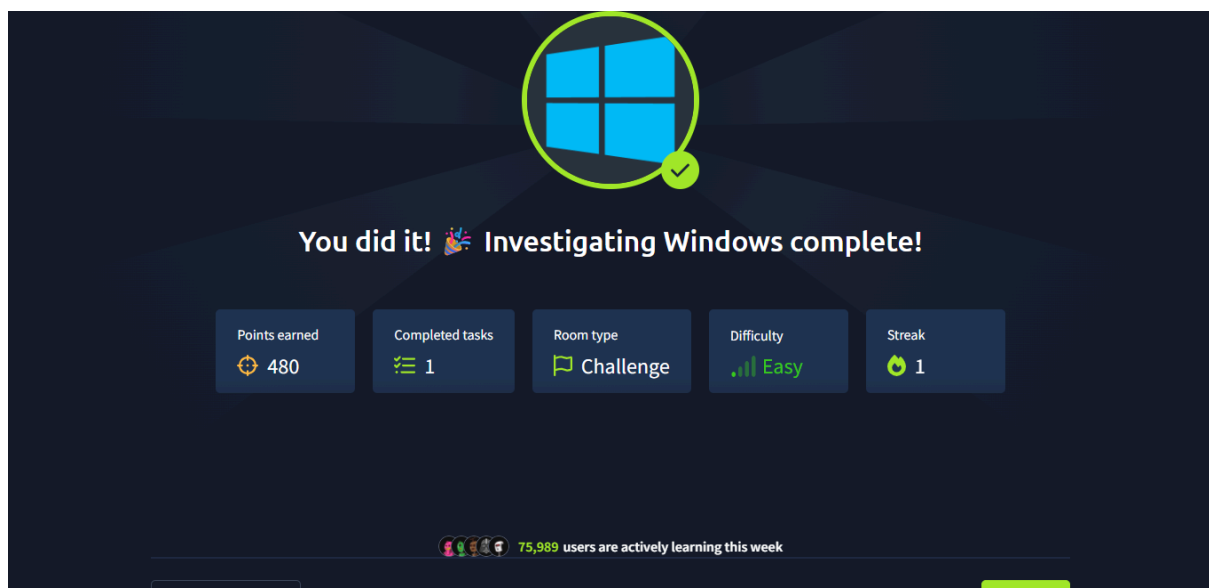 You did it! 🎉 Investigating Windows complete!
Points earned
480
Completed tasks
1
Room type
Challenge
Difficulty
Easy
Streak
1
75,989 users are actively learning this week